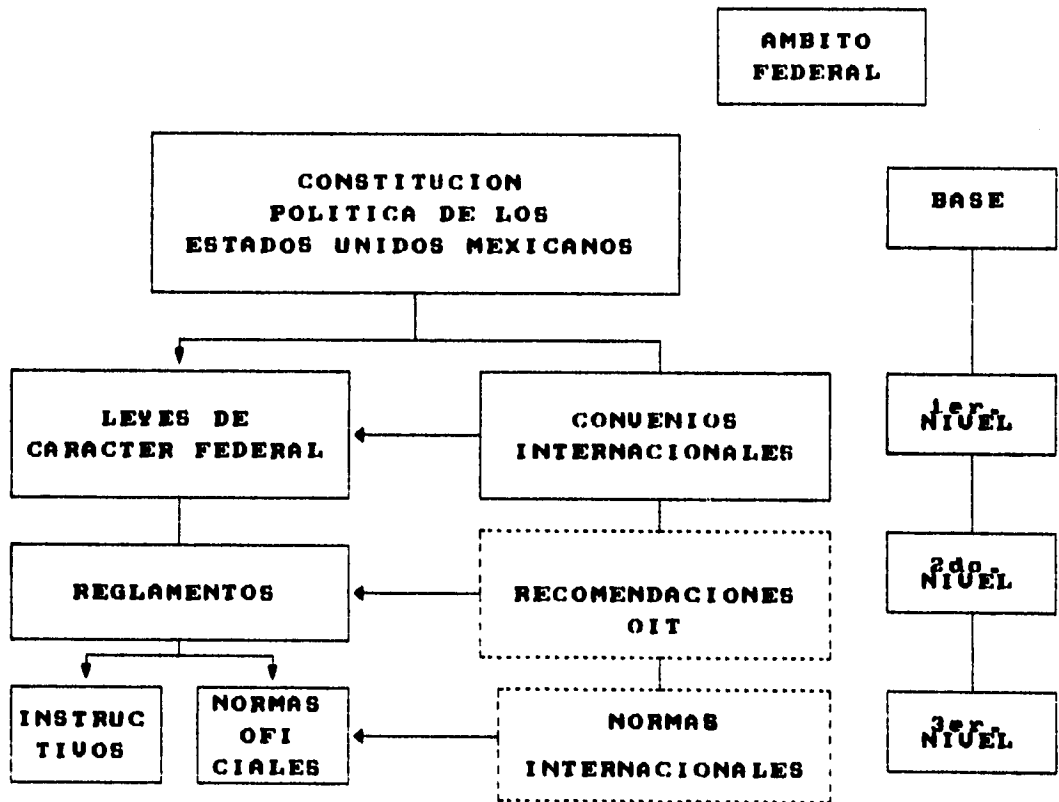 AMBITO
FEDERAL
CONSTITUCION
POLITICA DE LOS
ESTADOS UNIDOS MEXICANOS
BASE
LEYES DE
CARACTER FEDERAL
CONVENIOS
INTERNACIONALES
1er.
NIVEL
REGLAMENTOS
RECOMENDACIONES
OIT
2do.
NIVEL
INSTRUC
TIVOS
NORMAS
OFI
CIALES
NORMAS
INTERNACIONALES
3er.
NIVEL